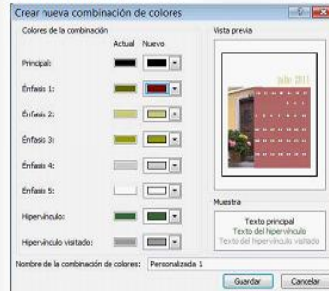 Crear nueva combinación de colores
Colores de la combinación
Actual Nuevo
Principal:
Énfasis 1:
Énfasis 2:
Énfasis 3:
Énfasis 4:
Énfasis 5:
Hipervínculo:
Hipervínculo visitado:
Vista previa
julio 2011
Muestra
Texto principal
Texto del hipervínculo
Texto del hipervínculo visitado
Nombre de la combinación de colores: Personalizada 1
Guardar Cancelar